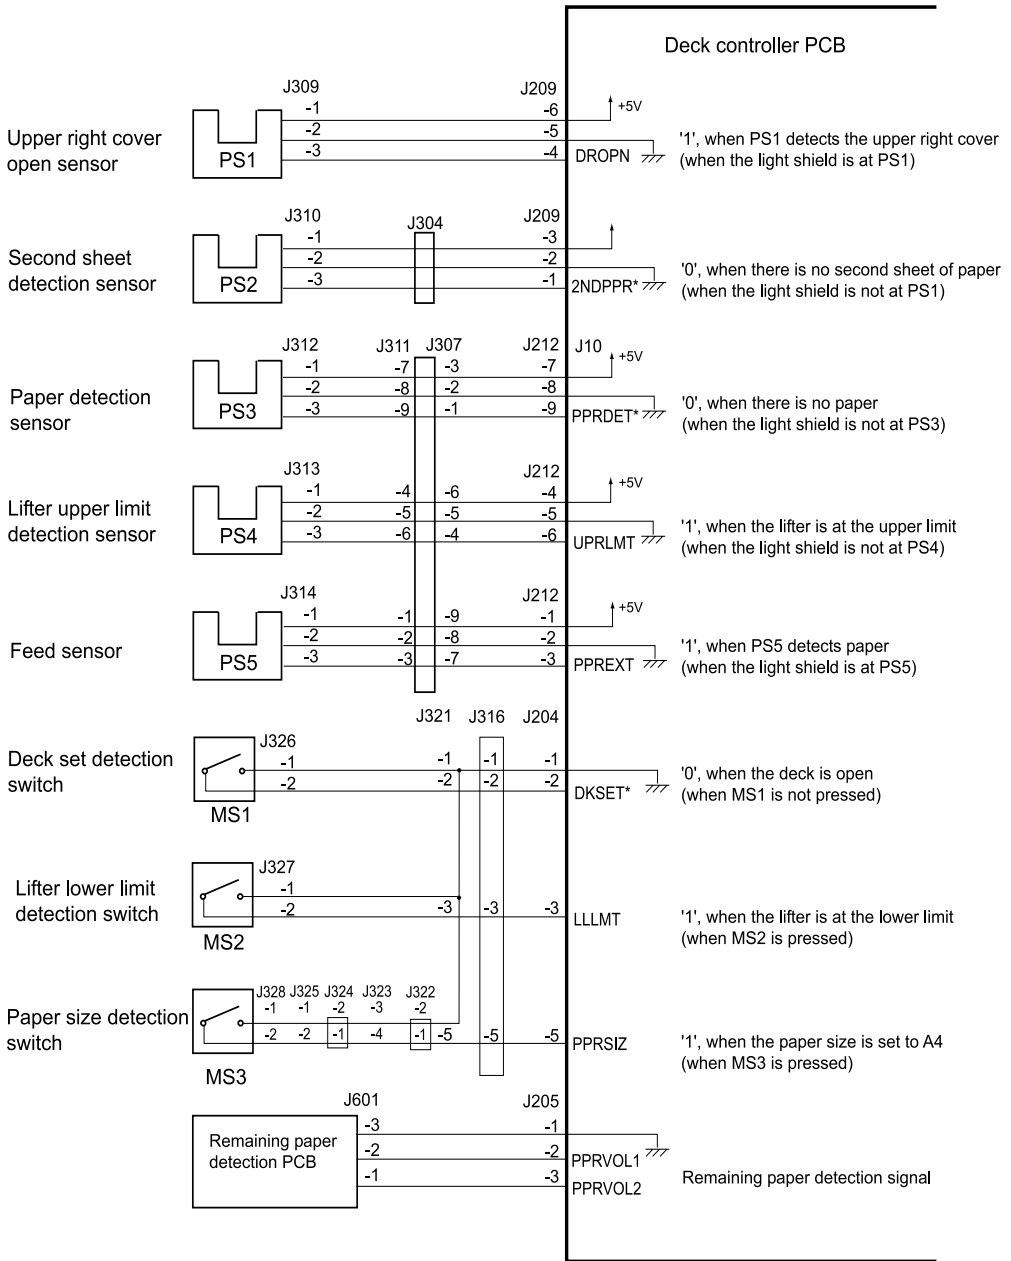 Deck controller PCB
J309 J209
-1 -6 +5V
Upper right cover
open sensor
PS1
-2 -5
-3 -4
DROPN
'1', when PS1 detects the upper right cover
(when the light shield is at PS1)
J310 J304 J209
-1 -3
Second sheet
detection sensor
PS2
-2 -2
-3 -1
2NDPPR*
'0', when there is no second sheet of paper
(when the light shield is not at PS1)
J312 J311 J307 J212 J10
-1 -7 -3 -7 +5V
Paper detection
sensor
PS3
-2 -8 -2 -8
-3 -9 -1 -9
PPRDET*
'0', when there is no paper
(when the light shield is not at PS3)
J313 J212
-1 -4 -6 -4 +5V
Lifter upper limit
detection sensor
PS4
-2 -5 -5 -5
-3 -6 -4 -6
UPRLMT
'1', when the lifter is at the upper limit
(when the light shield is not at PS4)
J314 J212
-1 -1 -9 -1 +5V
Feed sensor
PS5
-2 -2 -8 -2
-3 -3 -7 -3
PPREXT
'1', when PS5 detects paper
(when the light shield is at PS5)
J321 J316 J204
Deck set detection
switch
J326
-1 -1 -1 -1
-2 -2 -2 -2
MS1
DKSET*
'0', when the deck is open
(when MS1 is not pressed)
Lifter lower limit
detection switch
J327
-1
-2 -3 -3 -3
MS2
LLLMT
'1', when the lifter is at the lower limit
(when MS2 is pressed)
Paper size detection
switch
J328 J325 J324 J323 J322
-1 -1 -2 -3 -2
-2 -2 -1 -4 -1 -5 -5 -5
MS3
PPRSIZ
'1', when the paper size is set to A4
(when MS3 is pressed)
J601 J205
Remaining paper
detection PCB
-3 -1
-2 -2
PPRVOL1
-1 -3
PPRVOL2
Remaining paper detection signal